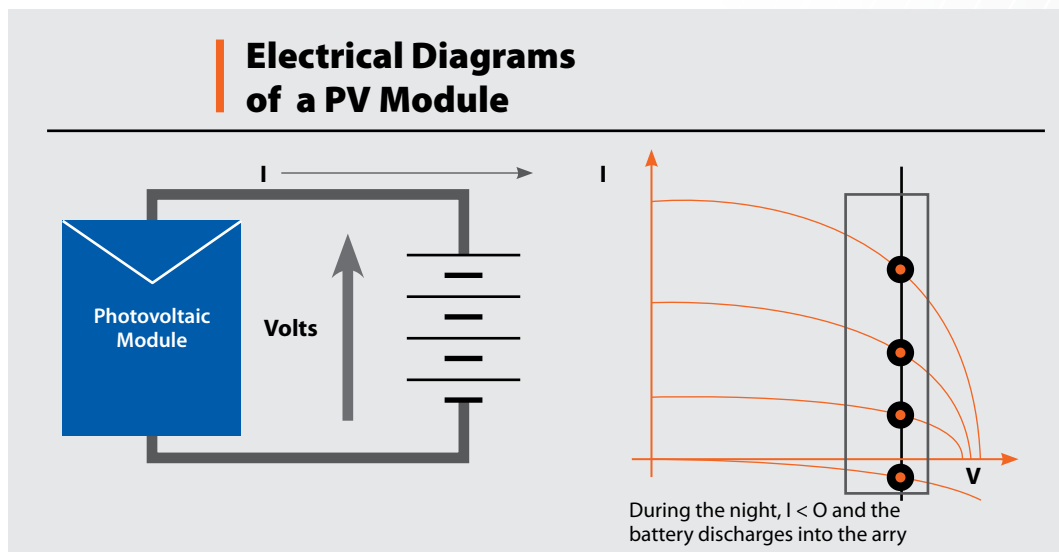 Electrical Diagrams
of a PV Module
I
Photovoltaic
Module
Volts
I
V
During the night, I < O and the
battery discharges into the arry